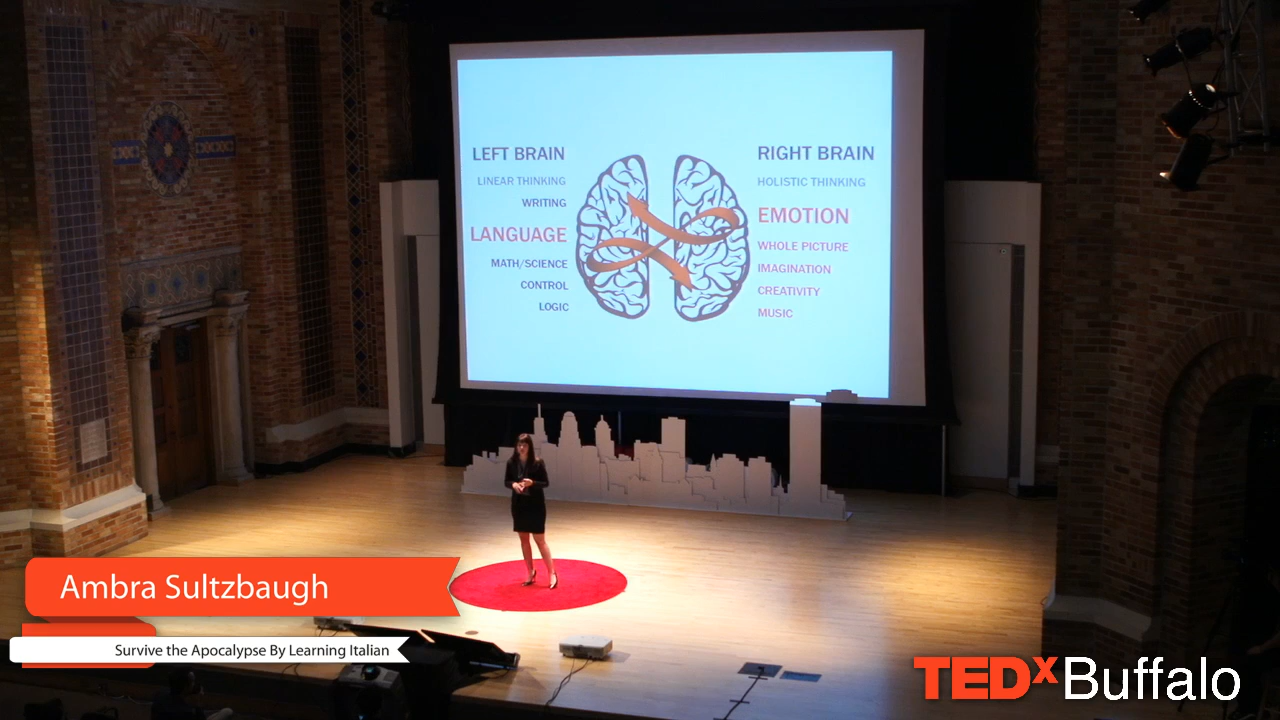 LEFT BRAIN
LINEAR THINKING
WRITING
LANGUAGE
MATH/SCIENCE
CONTROL
LOGIC
RIGHT BRAIN
HOLISTIC THINKING
EMOTION
WHOLE PICTURE
IMAGINATION
CREATIVITY
MUSIC
Ambra Sultzbaugh
Survive the Apocalypse By Learning Italian
TEDxBuffalo